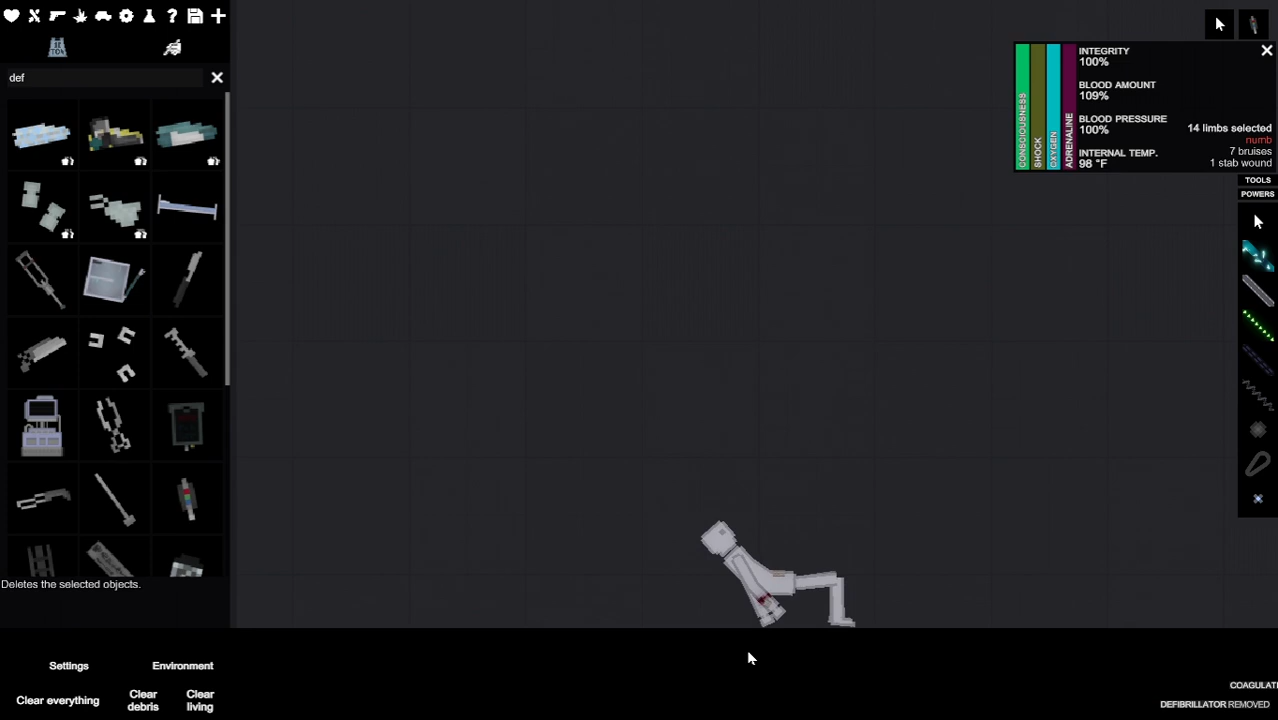 def
INTEGRITY
100%
BLOOD AMOUNT
109%
BLOOD PRESSURE
100%
INTERNAL TEMP.
98 °F
CONSCIOUSNESS
SHOCK
OXYGEN
ADRENALINE
14 limbs selected
numb
7 bruises
1 stab wound
TOOLS
POWERS
Deletes the selected objects.
Settings
Environment
Clear everything
Clear debris
Clear living
COAGULAT
DEFIBRILLATOR REMOVED